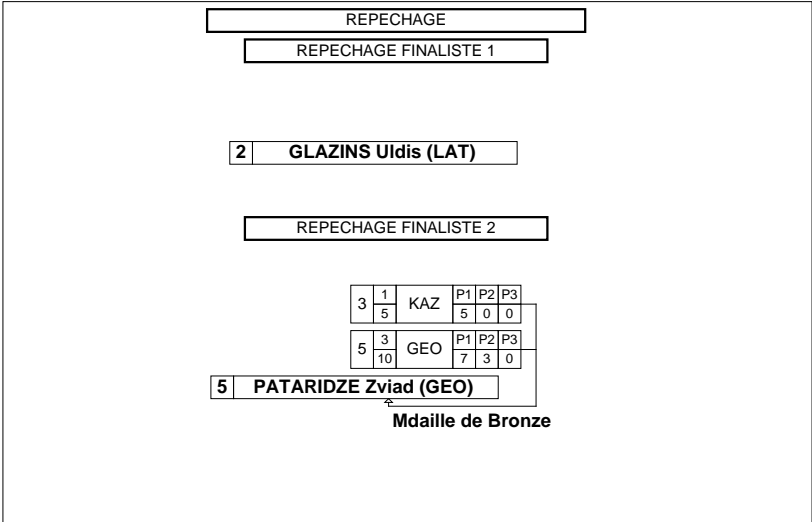 REPECHAGE
REPECHAGE FINALISTE 1
2 GLAZINS Uldis (LAT)
REPECHAGE FINALISTE 2
3 1 KAZ P1 P2 P3
5 5 0 0
5 3 GEO P1 P2 P3
10 7 3 0
5 PATARIDZE Zviad (GEO)
Mdaille de Bronze